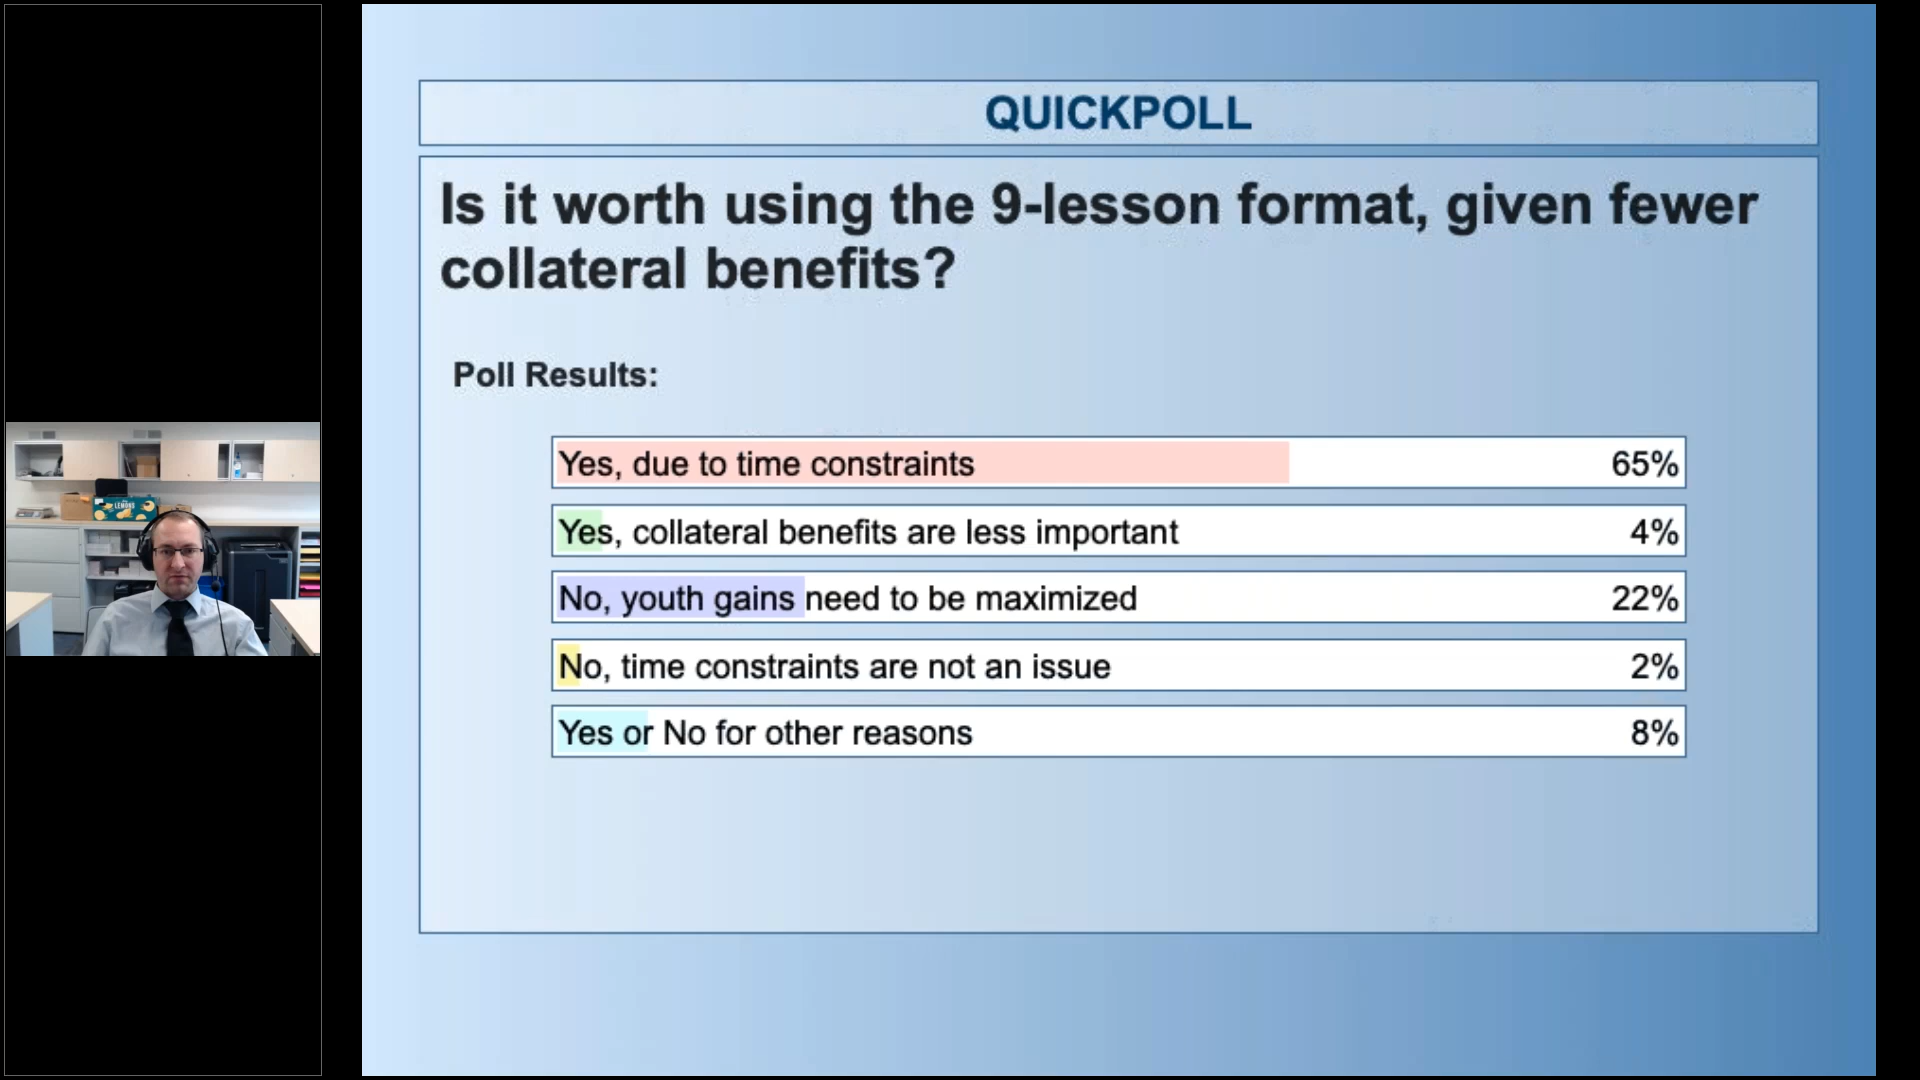 QUICKPOLL
Is it worth using the 9-lesson format, given fewer
collateral benefits?
Poll Results:
Yes, due to time constraints 65%
Yes, collateral benefits are less important 4%
No, youth gains need to be maximized 22%
No, time constraints are not an issue 2%
Yes or No for other reasons 8%
LEMONS